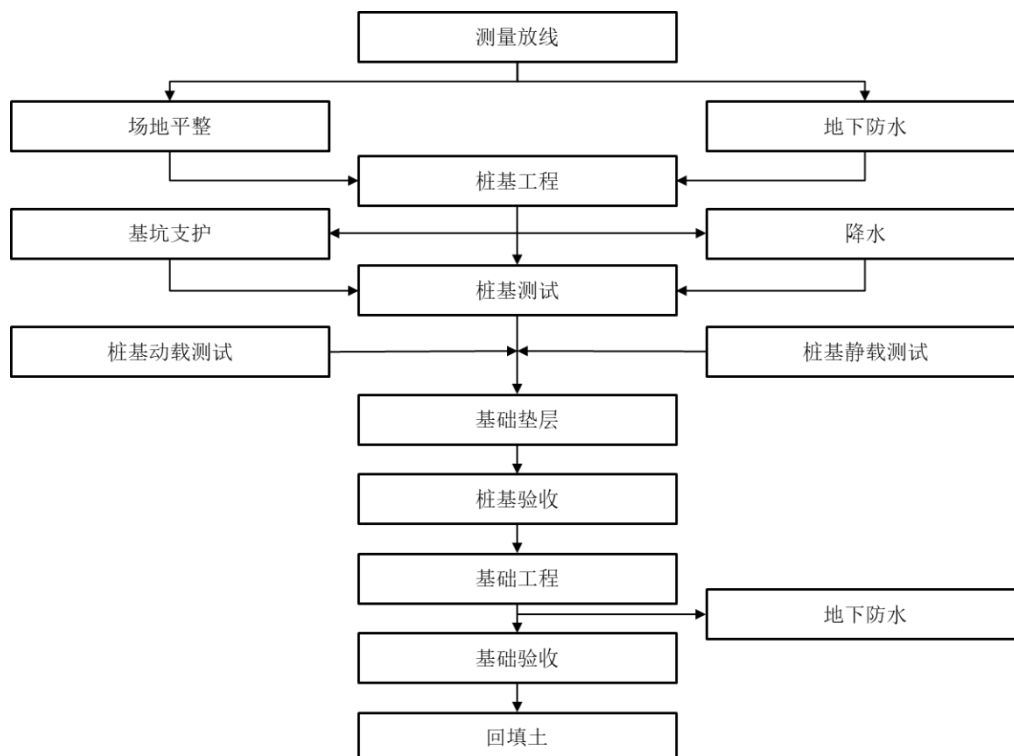 测量放线
场地平整
地下防水
桩基工程
基坑支护
降水
桩基测试
桩基动载测试
桩基静载测试
基础垫层
桩基验收
基础工程
地下防水
基础验收
回填土